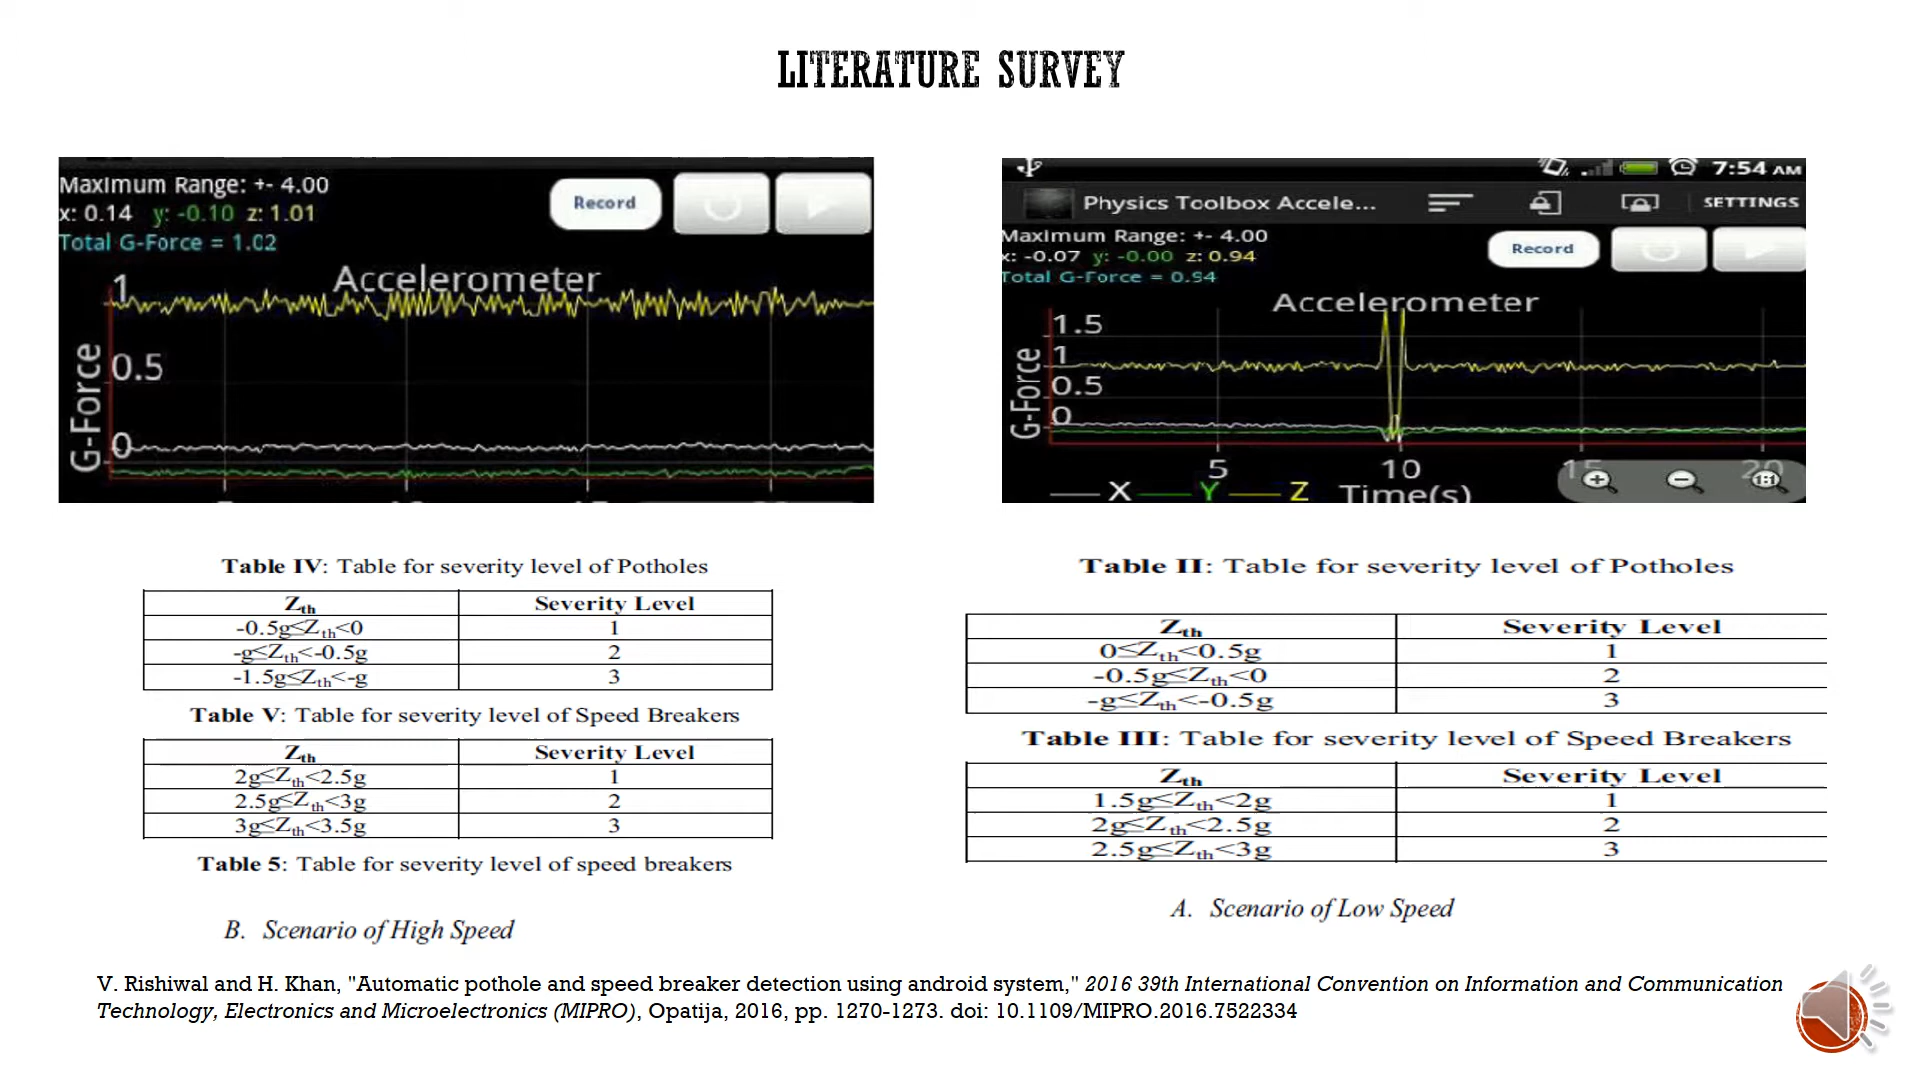 LITERATURE SURVEY
Maximum Range: +- 4.00
x: 0.14 y: -0.10 z: 1.01
Total G-Force = 1.02
Record
Accelerometer
1
0.5
0
G-Force
7:54 AM
Physics Toolbox Accele...
SETTINGS
Maximum Range: +- 4.00
x: -0.07 y: -0.00 z: 0.94
Total G-Force = 0.94
Record
Accelerometer
1.5
1
0.5
0
G-Force
5 10 15 20
X Y Z Time(s)
Table IV: Table for severity level of Potholes
Zth Severity Level
-0.5g≤Zth<0 1
-g≤Zth<-0.5g 2
-1.5g≤Zth<-g 3
Table V: Table for severity level of Speed Breakers
Zth Severity Level
2g≤Zth<2.5g 1
2.5g≤Zth<3g 2
3g≤Zth<3.5g 3
Table 5: Table for severity level of speed breakers
B. Scenario of High Speed
Table II: Table for severity level of Potholes
Zth Severity Level
0≤Zth<0.5g 1
-0.5g≤Zth<0 2
-g≤Zth<-0.5g 3
Table III: Table for severity level of Speed Breakers
Zth Severity Level
1.5g≤Zth<2g 1
2g≤Zth<2.5g 2
2.5g≤Zth<3g 3
A. Scenario of Low Speed
V. Rishiwal and H. Khan, "Automatic pothole and speed breaker detection using android system," 2016 39th International Convention on Information and Communication
Technology, Electronics and Microelectronics (MIPRO), Opatija, 2016, pp. 1270-1273. doi: 10.1109/MIPRO.2016.7522334